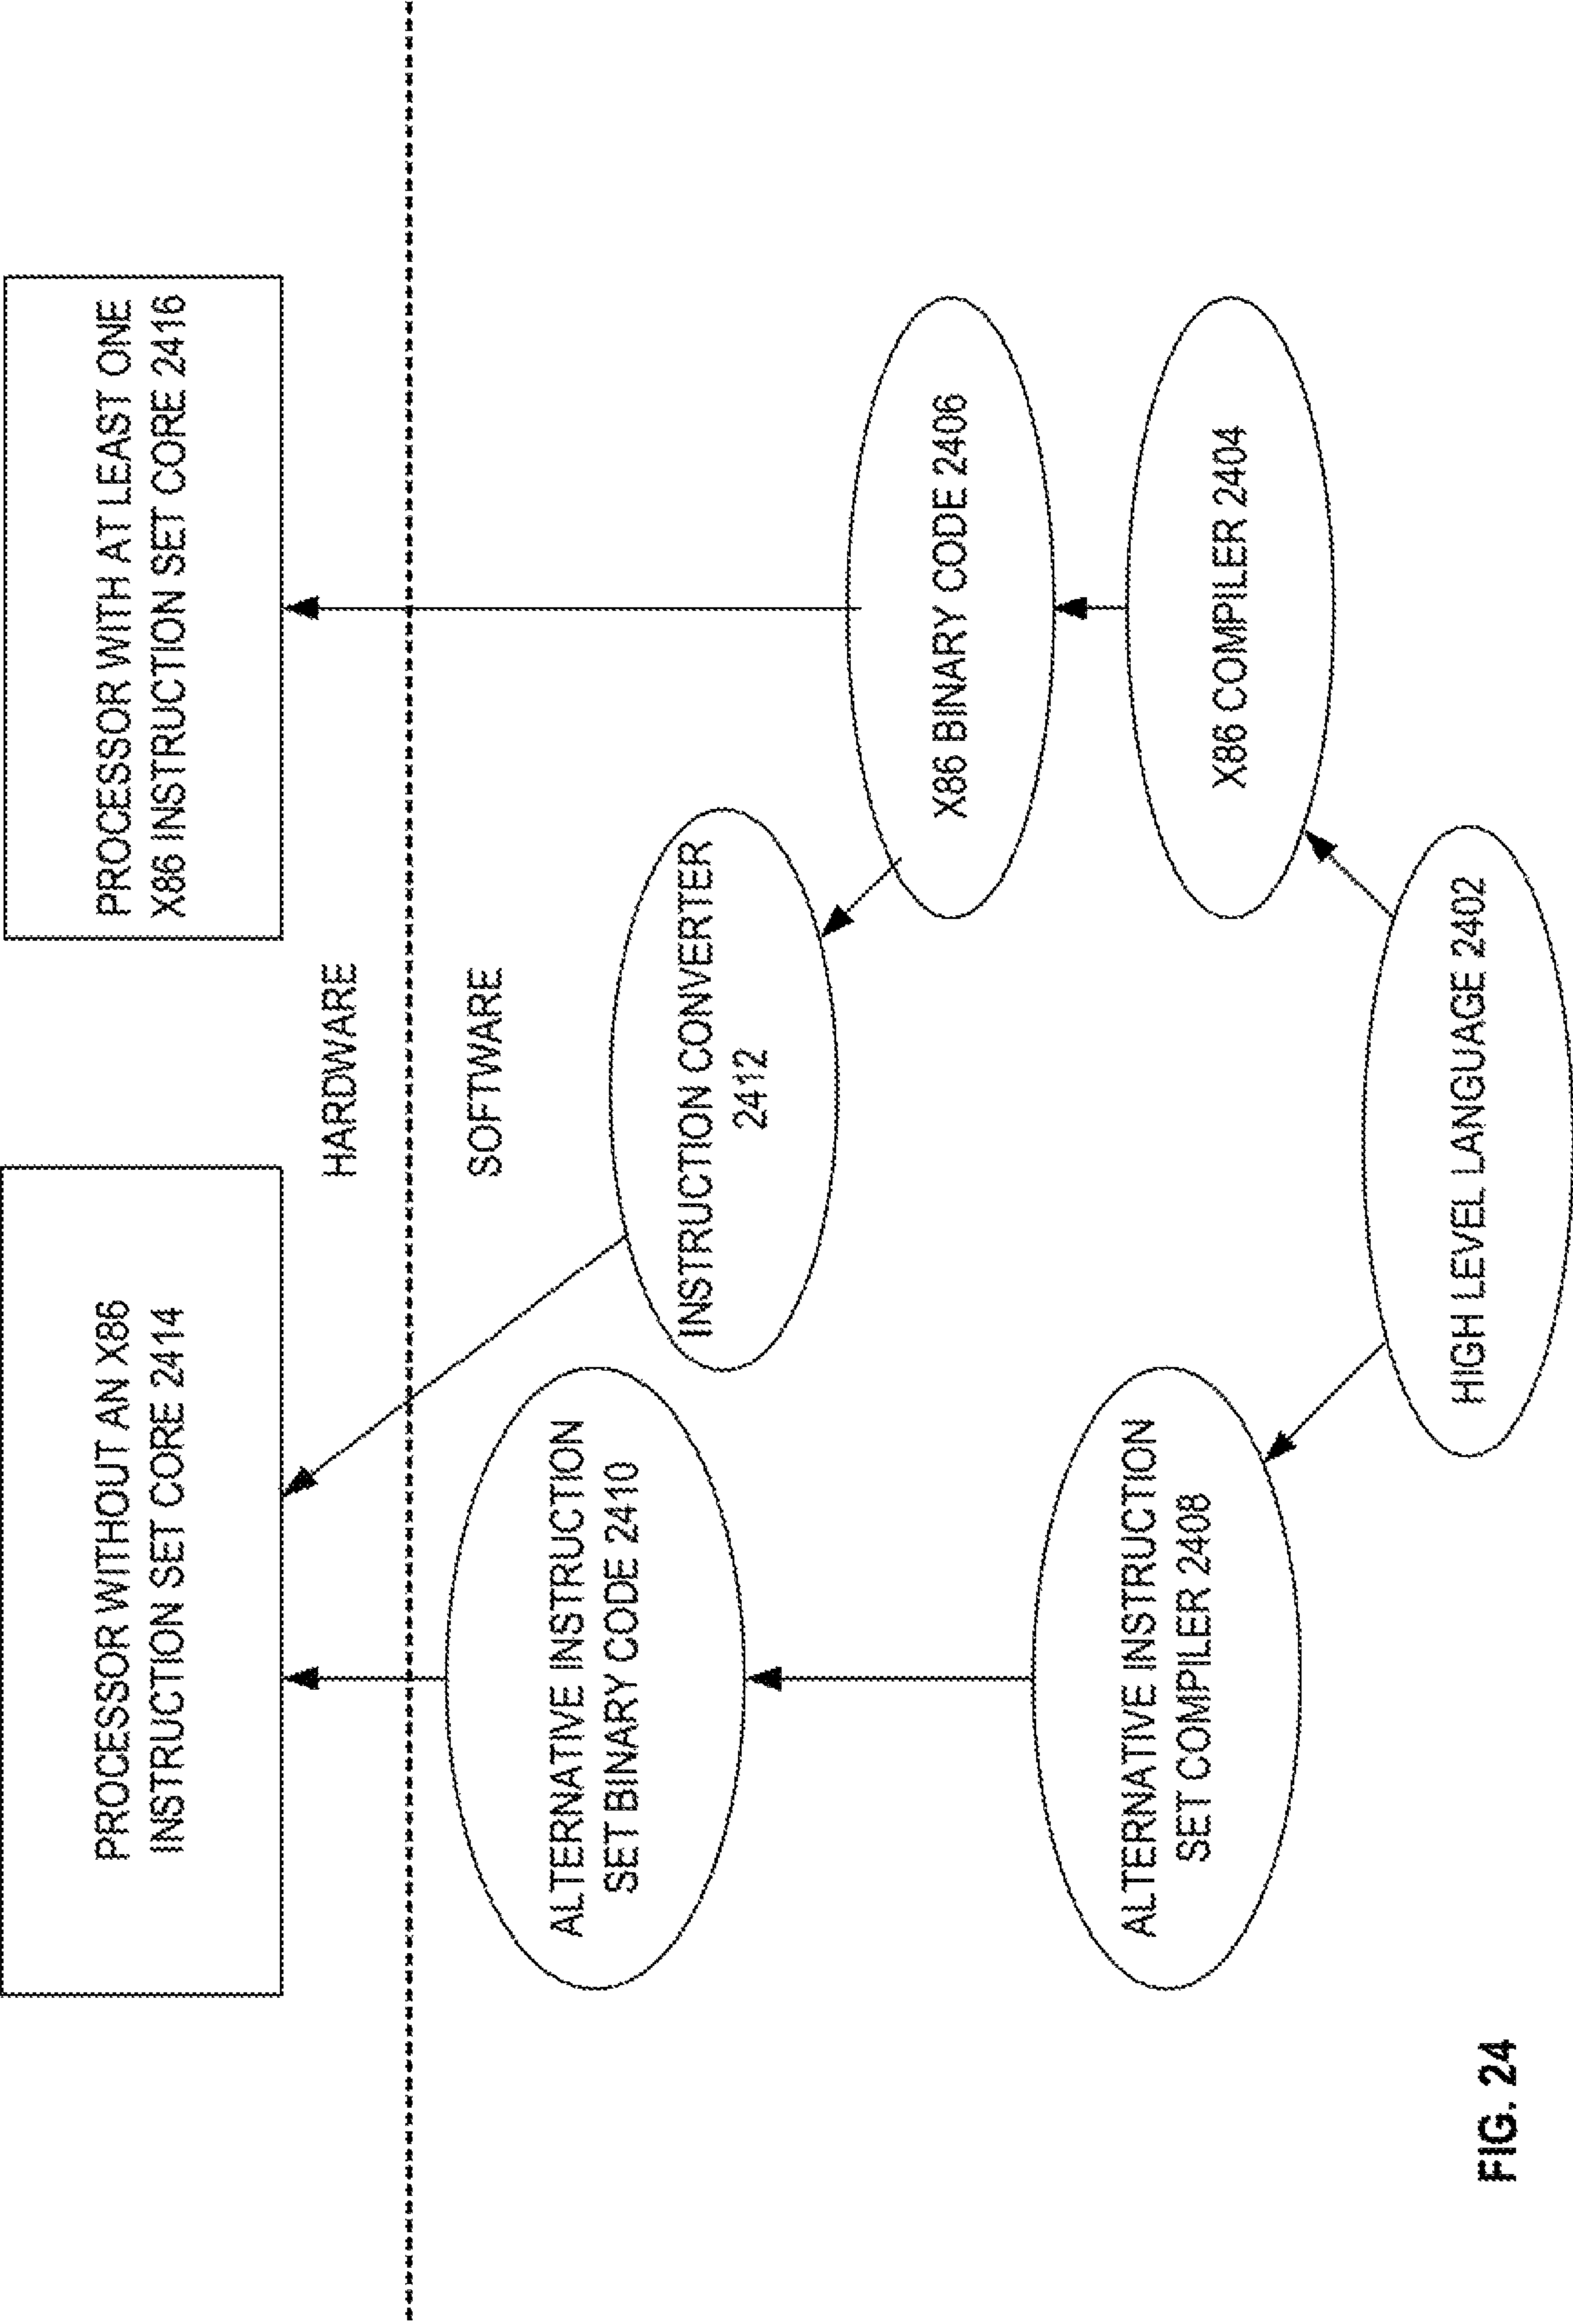 PROCESSOR WITHOUT AN X86
INSTRUCTION SET CORE 2414
PROCESSOR WITH AT LEAST ONE
X86 INSTRUCTION SET CORE 2416
HARDWARE
SOFTWARE
ALTERNATIVE INSTRUCTION
SET BINARY CODE 2410
INSTRUCTION CONVERTER
2412
X86 BINARY CODE 2406
ALTERNATIVE INSTRUCTION
SET COMPILER 2408
X86 COMPILER 2404
HIGH LEVEL LANGUAGE 2402
FIG. 24